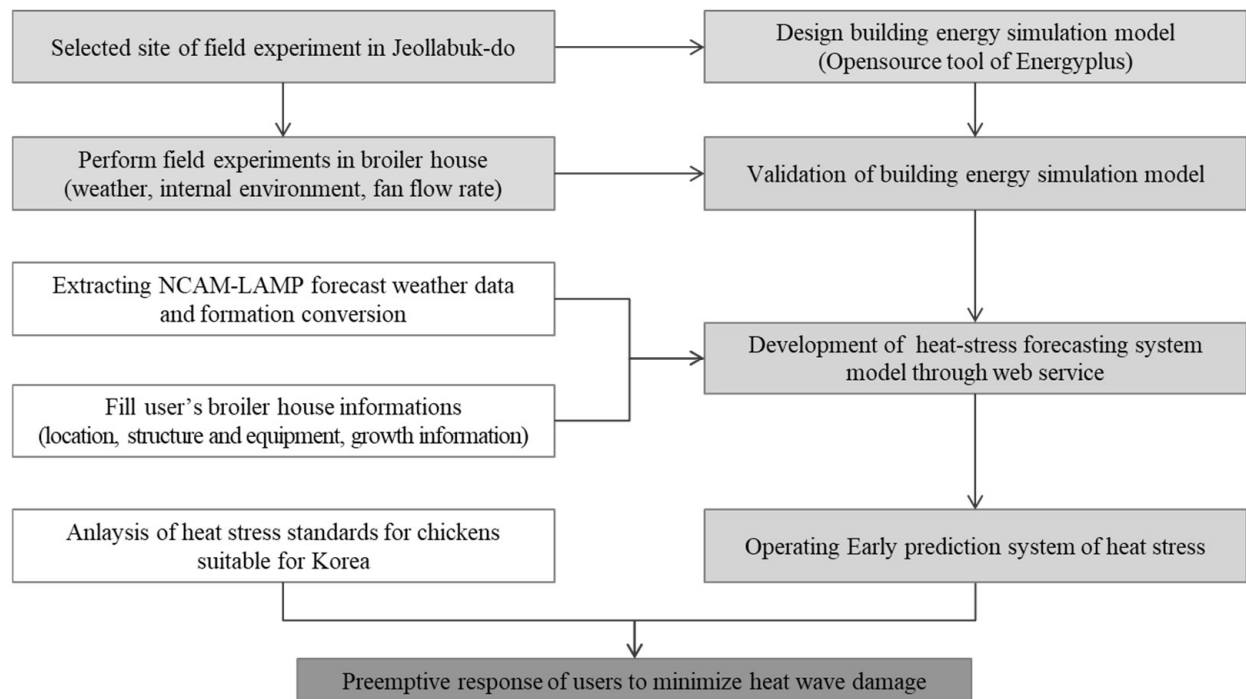 Selected site of field experiment in Jeollabuk-do
Design building energy simulation model
(Opensource tool of Energyplus)
Perform field experiments in broiler house
(weather, internal environment, fan flow rate)
Validation of building energy simulation model
Extracting NCAM-LAMP forecast weather data
and formation conversion
Development of heat-stress forecasting system
model through web service
Fill user’s broiler house informations
(location, structure and equipment, growth information)
Anlaysis of heat stress standards for chickens
suitable for Korea
Operating Early prediction system of heat stress
Preemptive response of users to minimize heat wave damage